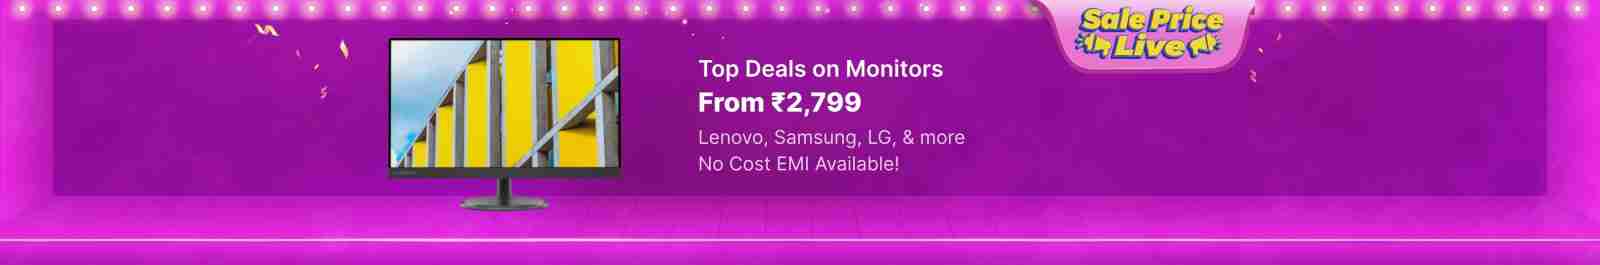 Sale Price
Live
Top Deals on Monitors
From ₹2,799
Lenovo, Samsung, LG, & more
No Cost EMI Available!